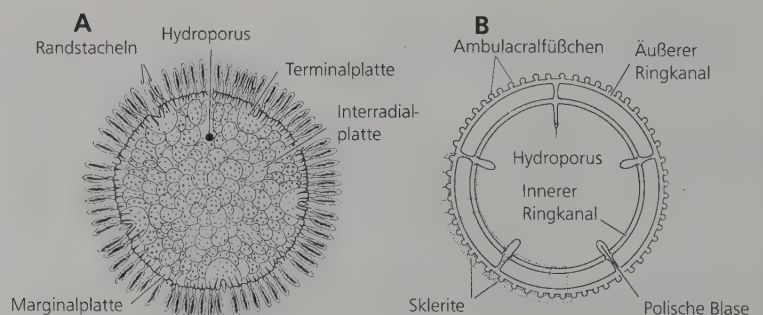 A
Randstacheln
Hydroporus
Terminalplatte
Interradial-
platte
Marginalplatte
B
Ambulacralfüßchen
Äußerer
Ringkanal
Hydroporus
Innerer
Ringkanal
Sklerite
Polische Blase